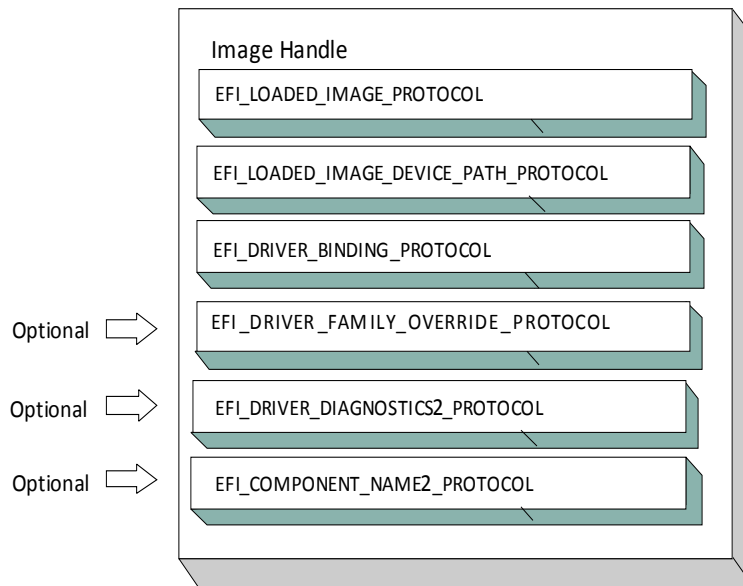 Image Handle
EFI_LOADED_IMAGE_PROTOCOL
EFI_LOADED_IMAGE_DEVICE_PATH_PROTOCOL
EFI_DRIVER_BINDING_PROTOCOL
Optional
EFI_DRIVER_FAMILY_OVERRIDE_PROTOCOL
Optional
EFI_DRIVER_DIAGNOSTICS2_PROTOCOL
Optional
EFI_COMPONENT_NAME2_PROTOCOL